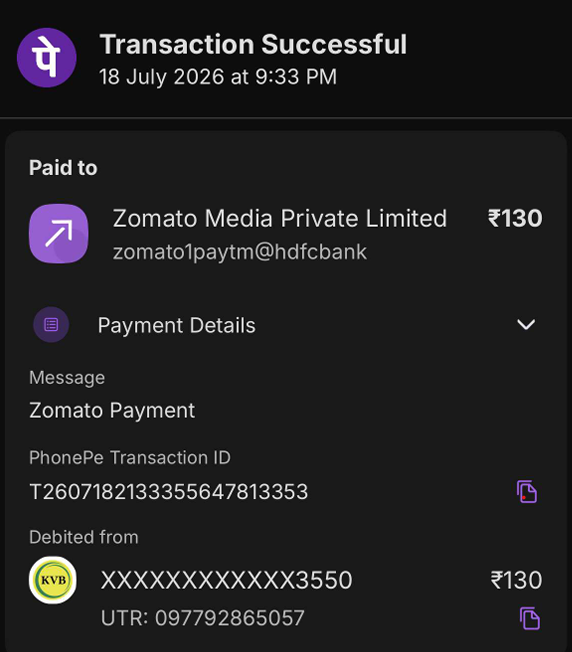 पे
Transaction Successful
18 July 2026 at 9:33 PM
Paid to
Zomato Media Private Limited ₹130
zomato1paytm@hdfcbank
Payment Details
Message
Zomato Payment
PhonePe Transaction ID
T2607182133355647813353
Debited from
KVB
XXXXXXXXXXXX3550 ₹130
UTR: 097792865057